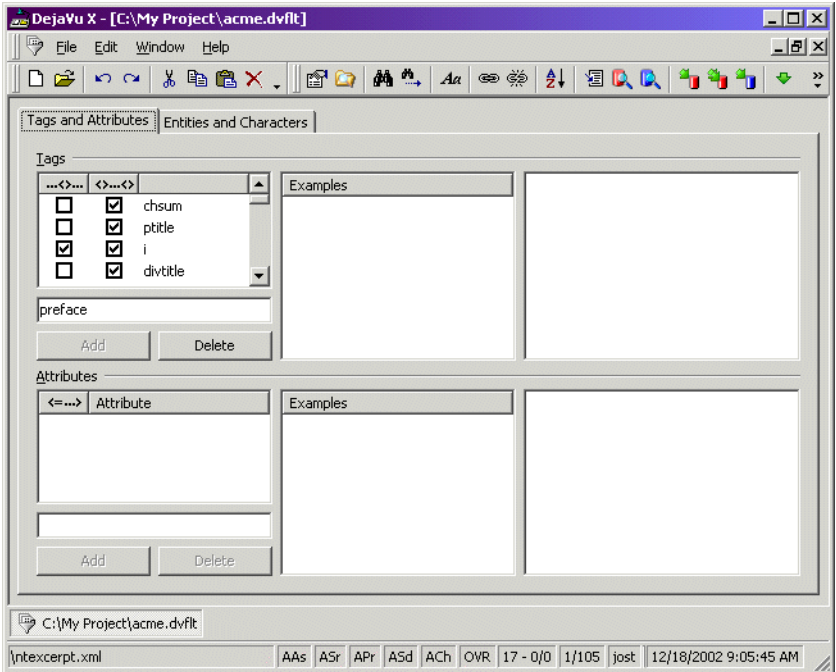 DejaVu X - [C:\My Project\acme.dvflt]
File Edit Window Help
Aa
Tags and Attributes Entities and Characters
Tags
...<>... <>...<>
chsum
ptitle
i
divtitle
Examples
preface
Add Delete
Attributes
<=...> Attribute
Examples
Add Delete
C:\My Project\acme.dvflt
\ntexcerpt.xml AAs ASr APr ASd ACh OVR 17 - 0/0 1/105 jost 12/18/2002 9:05:45 AM